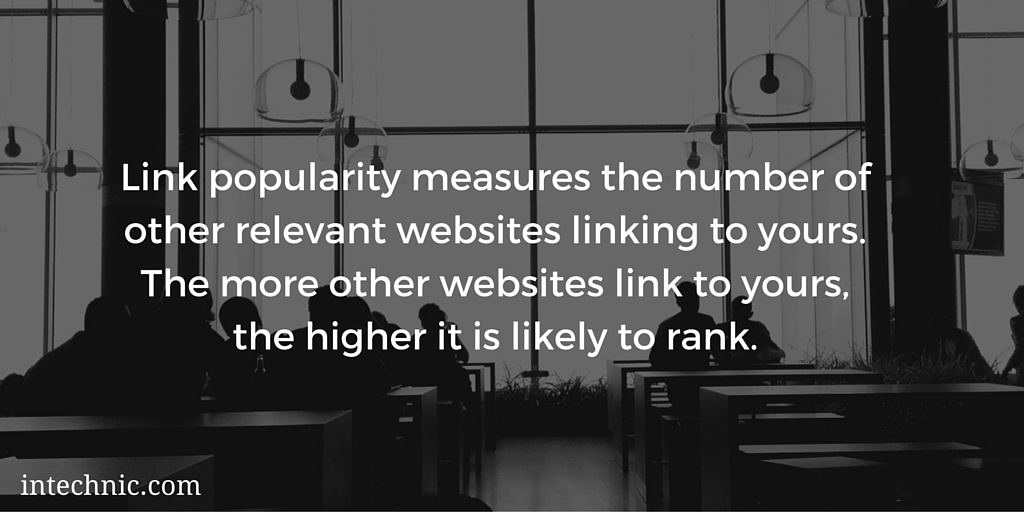 Link popularity measures the number of
other relevant websites linking to yours.
The more other websites link to yours,
the higher it is likely to rank.
intechnic.com